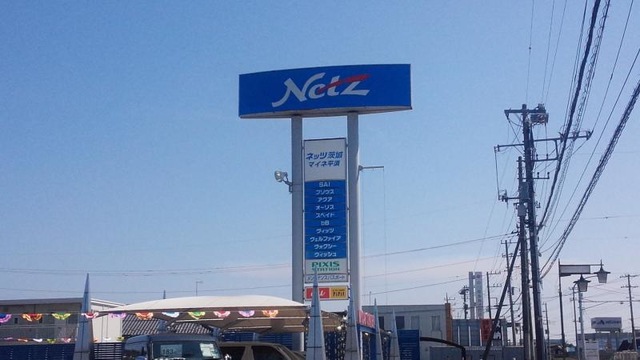 Netz
ネッツ茨城
マイネ平須
SAI
プリウス
アクア
オーリス
スペイド
bB
ヴィッツ
ヴェルファイア
ヴォクシー
ウィッシュ
PIXIS
STATION